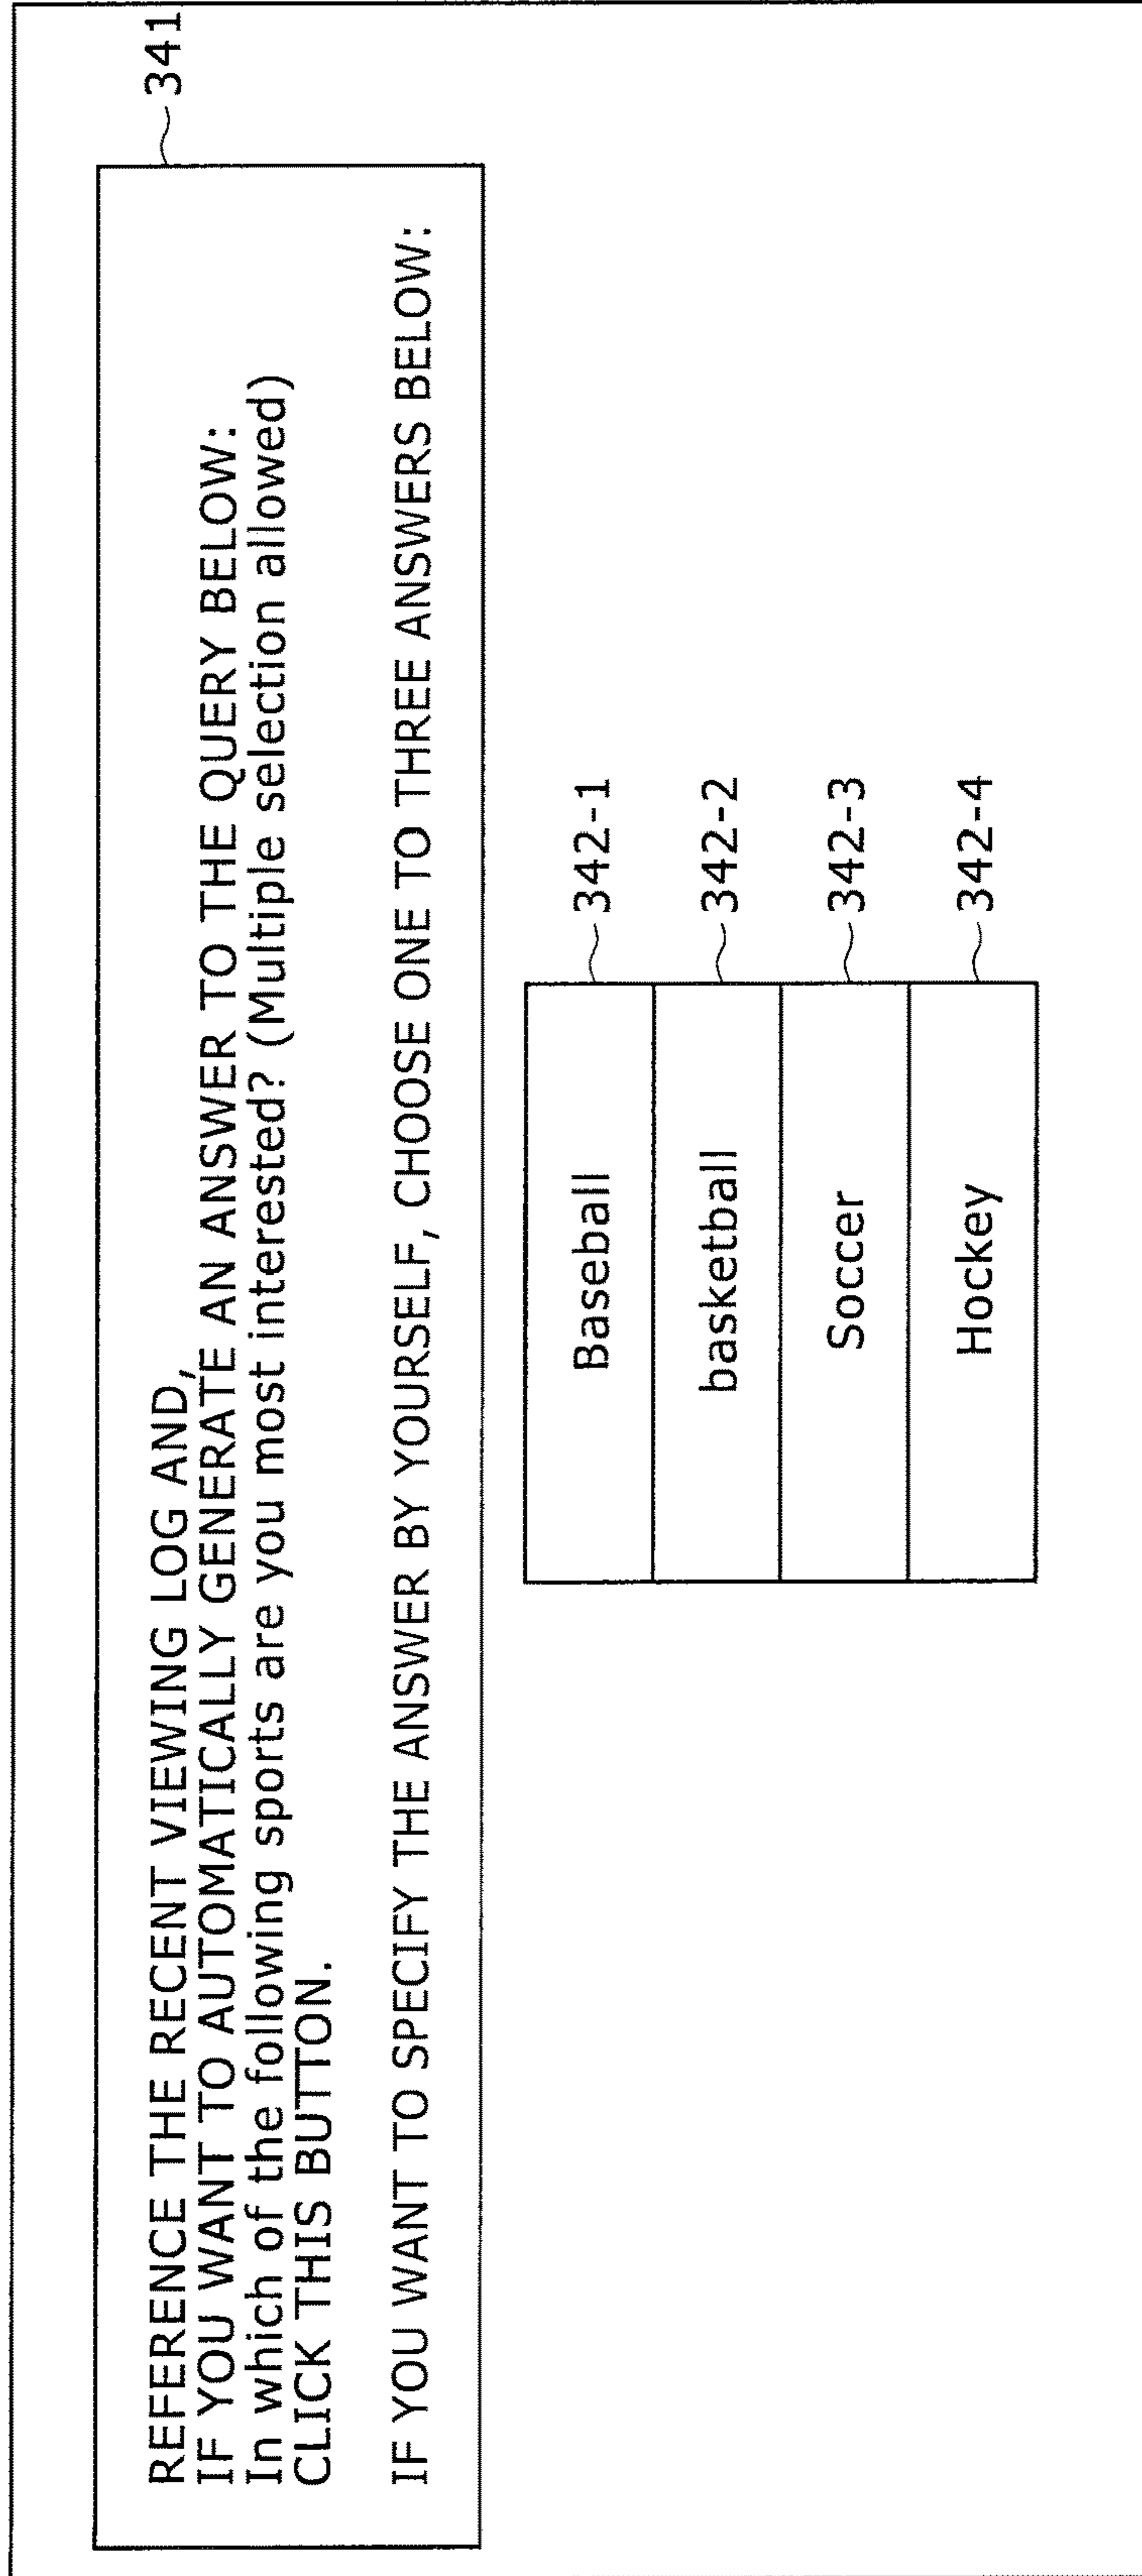 341
REFERENCE THE RECENT VIEWING LOG AND,
IF YOU WANT TO AUTOMATICALLY GENERATE AN ANSWER TO THE QUERY BELOW:
In which of the following sports are you most interested? (Multiple selection allowed)
CLICK THIS BUTTON.
IF YOU WANT TO SPECIFY THE ANSWER BY YOURSELF, CHOOSE ONE TO THREE ANSWERS BELOW:
Baseball 342-1
basketball 342-2
Soccer 342-3
Hockey 342-4